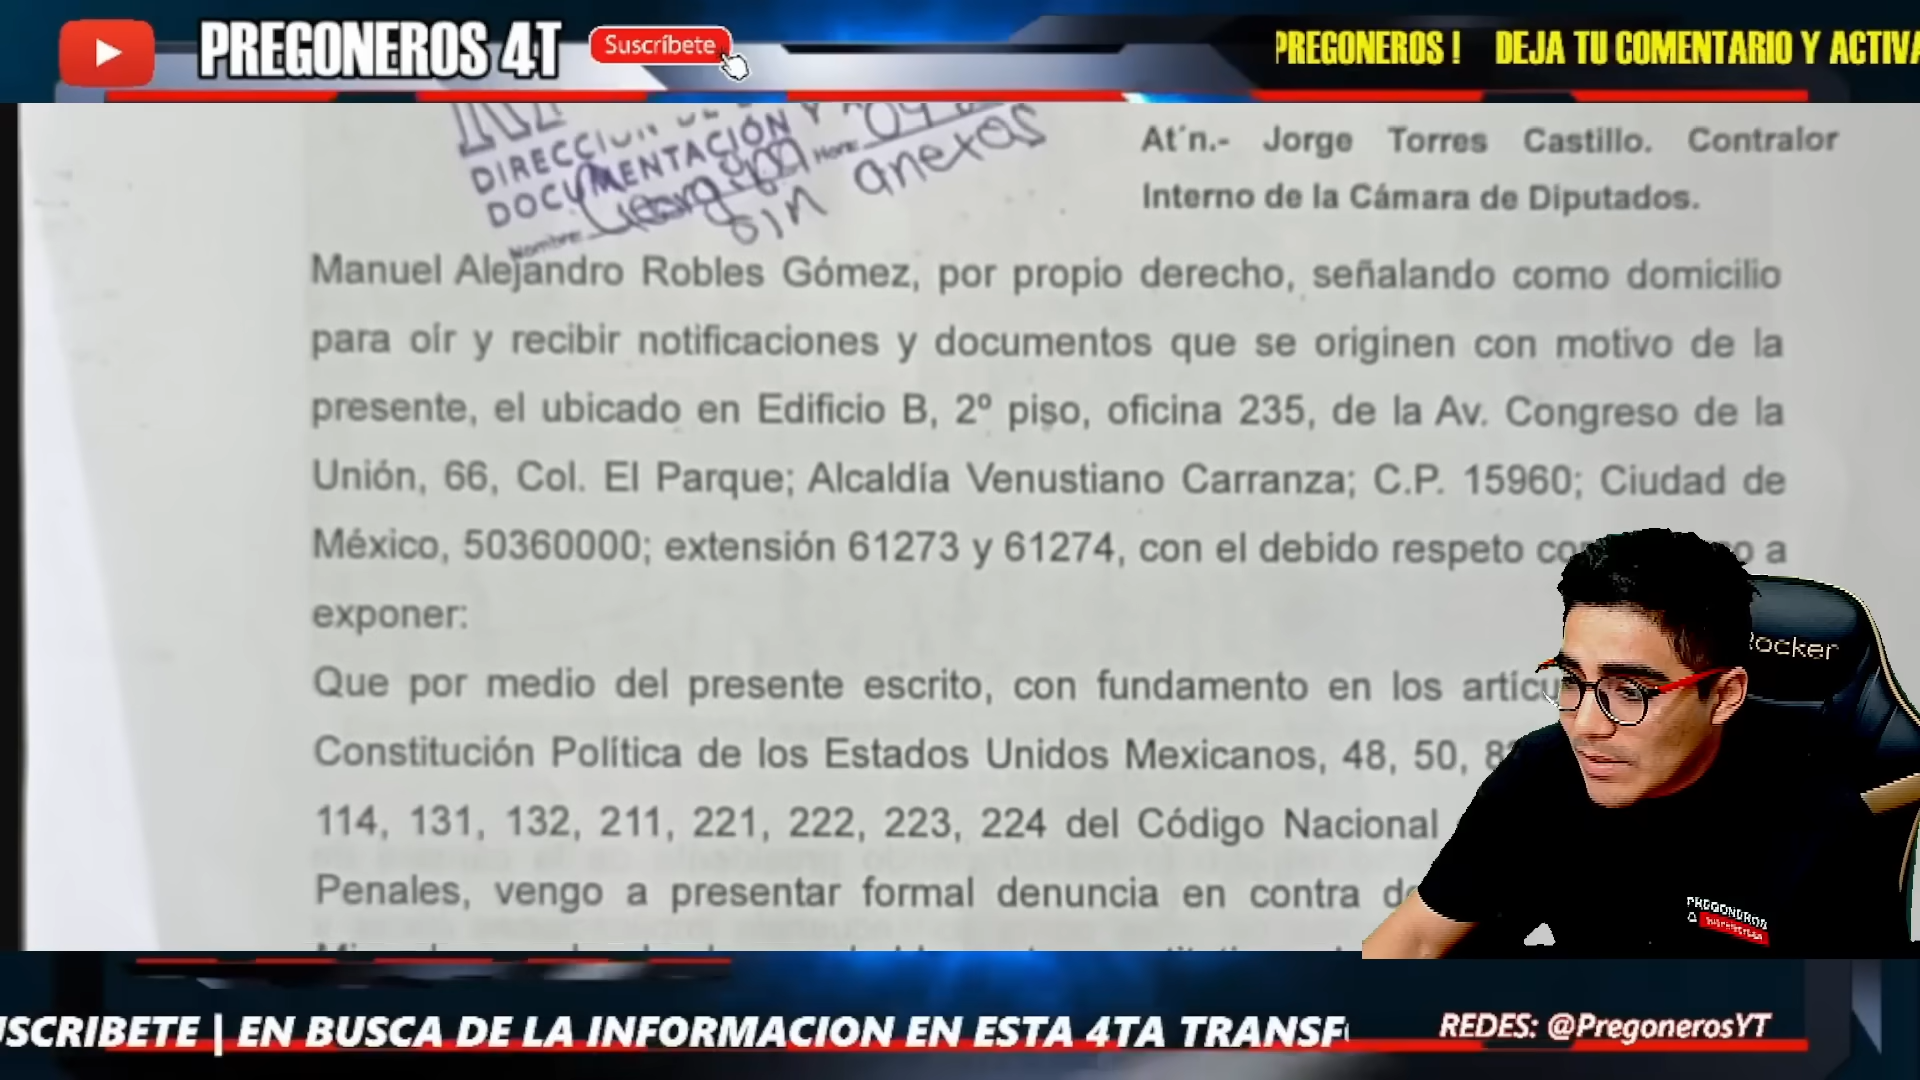 PREGONEROS 4T
Suscríbete
PREGONEROS ! DEJA TU COMENTARIO Y ACTIVA
DOCUMENTACIÓN
Nombre: Hora: 09
sin anexos
At´n.- Jorge Torres Castillo. Contralor
Interno de la Cámara de Diputados.
Manuel Alejandro Robles Gómez, por propio derecho, señalando como domicilio
para oír y recibir notificaciones y documentos que se originen con motivo de la
presente, el ubicado en Edificio B, 2º piso, oficina 235, de la Av. Congreso de la
Unión, 66, Col. El Parque; Alcaldía Venustiano Carranza; C.P. 15960; Ciudad de
México, 50360000; extensión 61273 y 61274, con el debido respeto a
exponer:
Que por medio del presente escrito, con fundamento en los
Constitución Política de los Estados Unidos Mexicanos, 48, 50,
114, 131, 132, 211, 221, 222, 223, 224 del Código Nacional
Penales, vengo a presentar formal denuncia en contra
Rocker
PREGONEROS
USCRIBETE | EN BUSCA DE LA INFORMACION EN ESTA 4TA TRANSF
REDES: @PregonerosYT